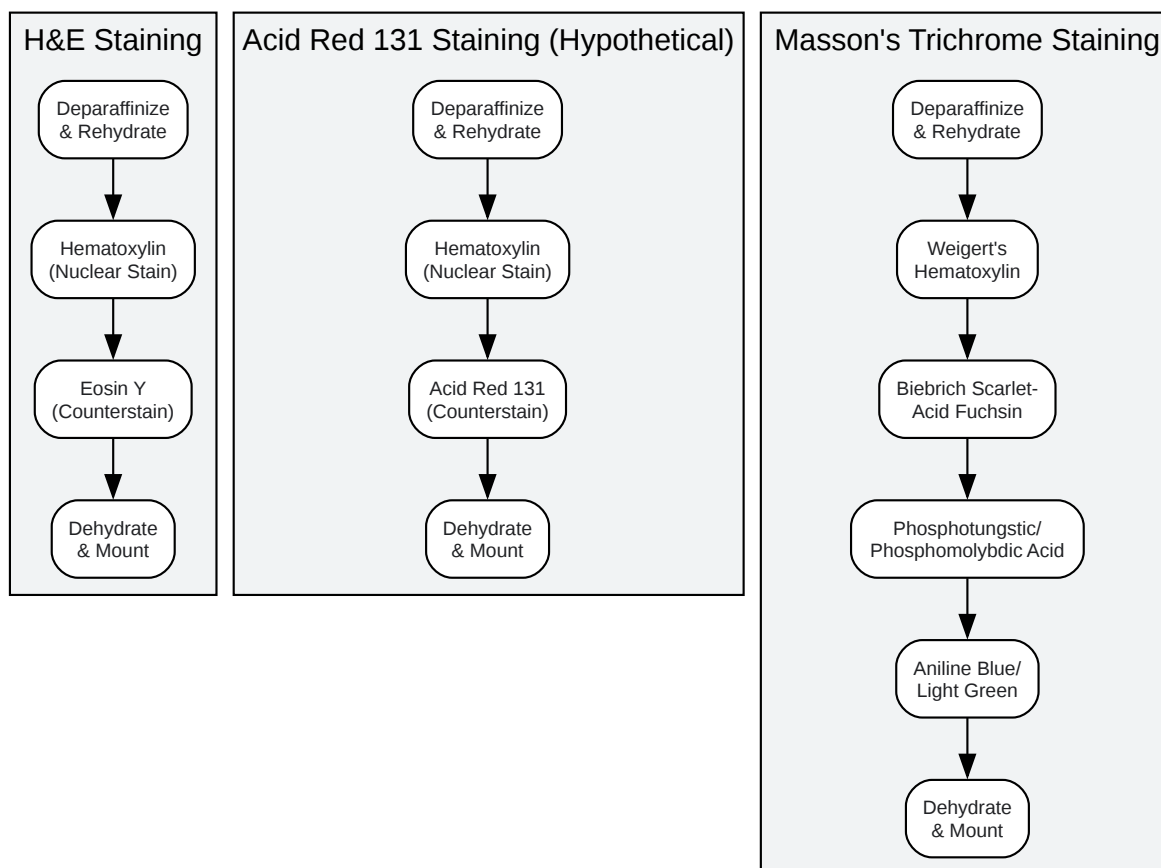 H&E Staining
Deparaffinize
& Rehydrate
Hematoxylin
(Nuclear Stain)
Eosin Y
(Counterstain)
Dehydrate
& Mount
Acid Red 131 Staining (Hypothetical)
Deparaffinize
& Rehydrate
Hematoxylin
(Nuclear Stain)
Acid Red 131
(Counterstain)
Dehydrate
& Mount
Masson's Trichrome Staining
Deparaffinize
& Rehydrate
Weigert's
Hematoxylin
Biebrich Scarlet-
Acid Fuchsin
Phosphotungstic/
Phosphomolybdic Acid
Aniline Blue/
Light Green
Dehydrate
& Mount